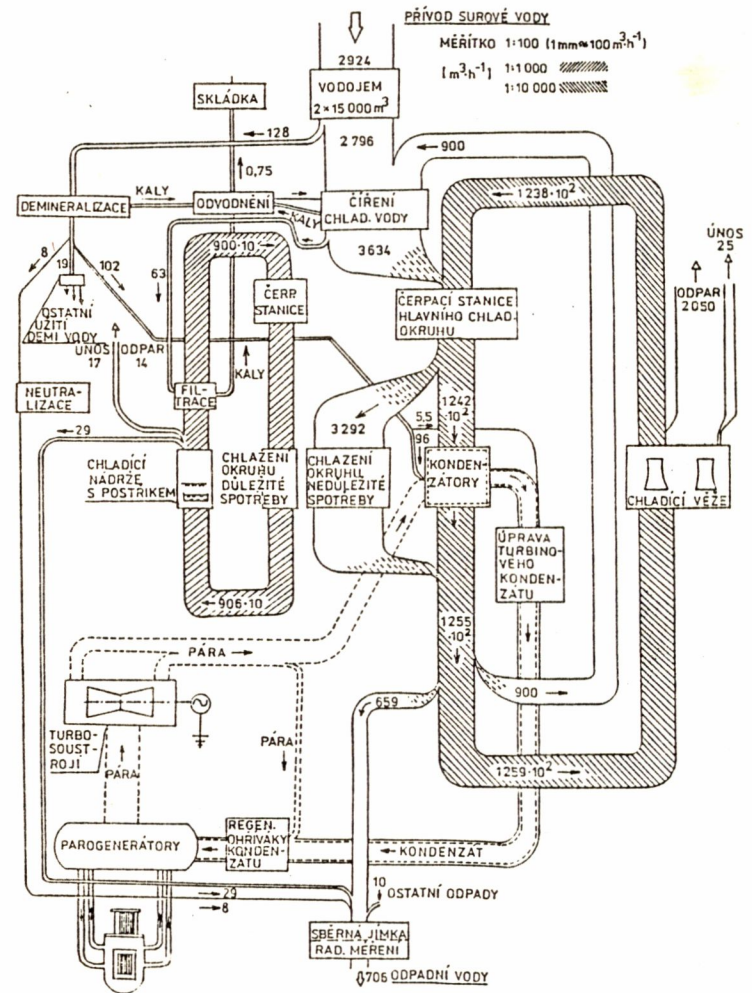 PŘÍVOD SUROVÉ VODY
MĚŘÍTKO 1:100 (1mm≈100m³·h⁻¹)
[m³·h⁻¹] 1:1 000
1:10 000
2924
VODOJEM
2×15 000 m³
SKLÁDKA
128
2 796
900
0,75
KALY
DEMINERALIZACE
ODVODNĚNÍ
KALY
ČÍŘENÍ
CHLAD. VODY
1238·10²
3634
8
19
102
63
900·10
ČERP.
STANICE
ČERPACÍ STANICE
HLAVNÍHO CHLAD.
OKRUHU
ÚNOS
25
ODPAR
2050
OSTATNÍ
UŽITÍ
DEMI VODY
ÚNOS
17
ODPAR
14
KALY
NEUTRA-
LIZACE
FIL-
TRACE
29
3 292
5,5
96
1242
·10²
CHLADÍCÍ
NÁDRŽE
S POSTŘIKEM
CHLAZENÍ
OKRUHU
DŮLEŽITÉ
SPOTŘEBY
CHLAZENÍ
OKRUHU
NEDŮLEŽITÉ
SPOTŘEBY
KONDEN-
ZÁTORY
CHLADÍCÍ VĚŽE
ÚPRAVA
TURBINO-
VÉHO
KONDEN-
ZÁTU
906·10
1255
·10²
PÁRA
900
659
TURBO-
SOUST-
ROJÍ
PÁRA
PÁRA
1259·10²
PAROGENERÁTORY
REGEN.
OHŘÍVÁKY
KONDEN-
ZÁTU
KONDENZÁT
29
8
10
OSTATNÍ ODPADY
SBĚRNÁ JÍMKA
RAD. MĚŘENÍ
706 ODPADNÍ VODY